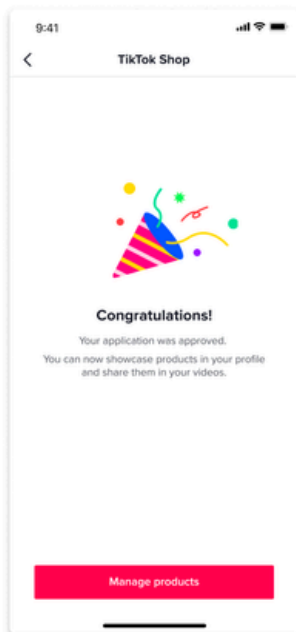 9:41
TikTok Shop
Congratulations!
Your application was approved.
You can now showcase products in your profile
and share them in your videos.
Manage products